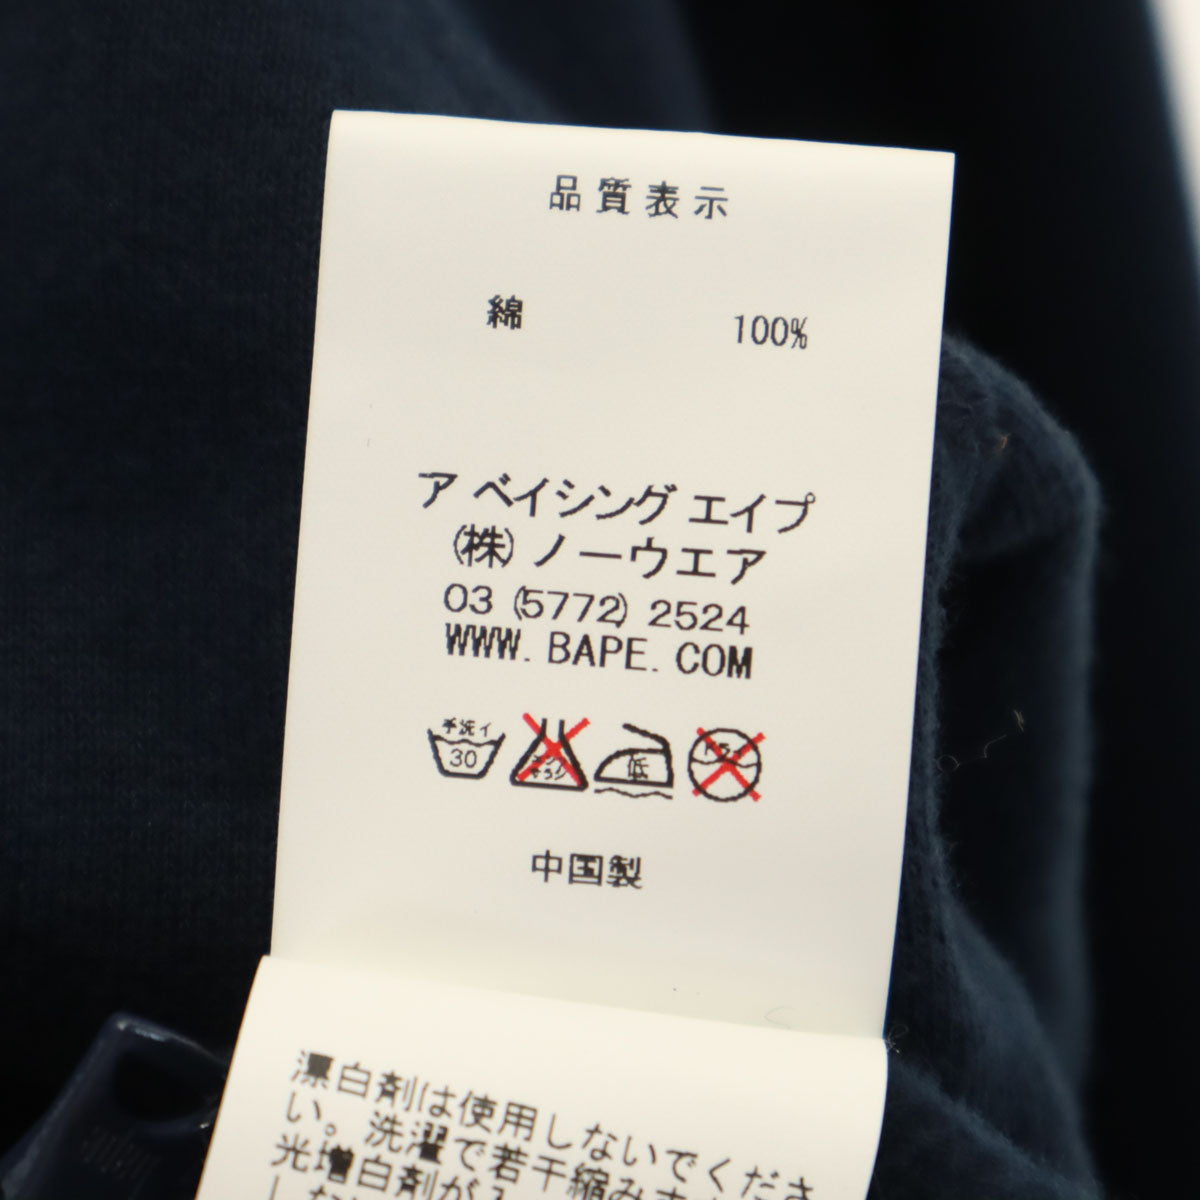 品質表示
綿 100%
ア ベイシング エイプ
(株)ノーウエア
03 (5772) 2524
WWW. BAPE. COM
手洗イ
30
低
中国製
漂白剤は使用しないでくださ
い。洗濯で若干縮みま
光増白剤が入